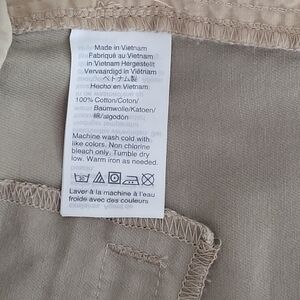 Made in Vietnam
Fabriqué au Vietnam
in Vietnam Hergestellt
Vervaardigd in Viëtnam
ベトナム製
Hecho en Vietnam
100% Cotton/Coton/
Baumwolle/Katoen/
綿/algodón
Machine wash cold with
like colors. Non chlorine
bleach only. Tumble dry
low. Warm iron as needed.
Laver à la machine à l'eau
froide avec des couleurs